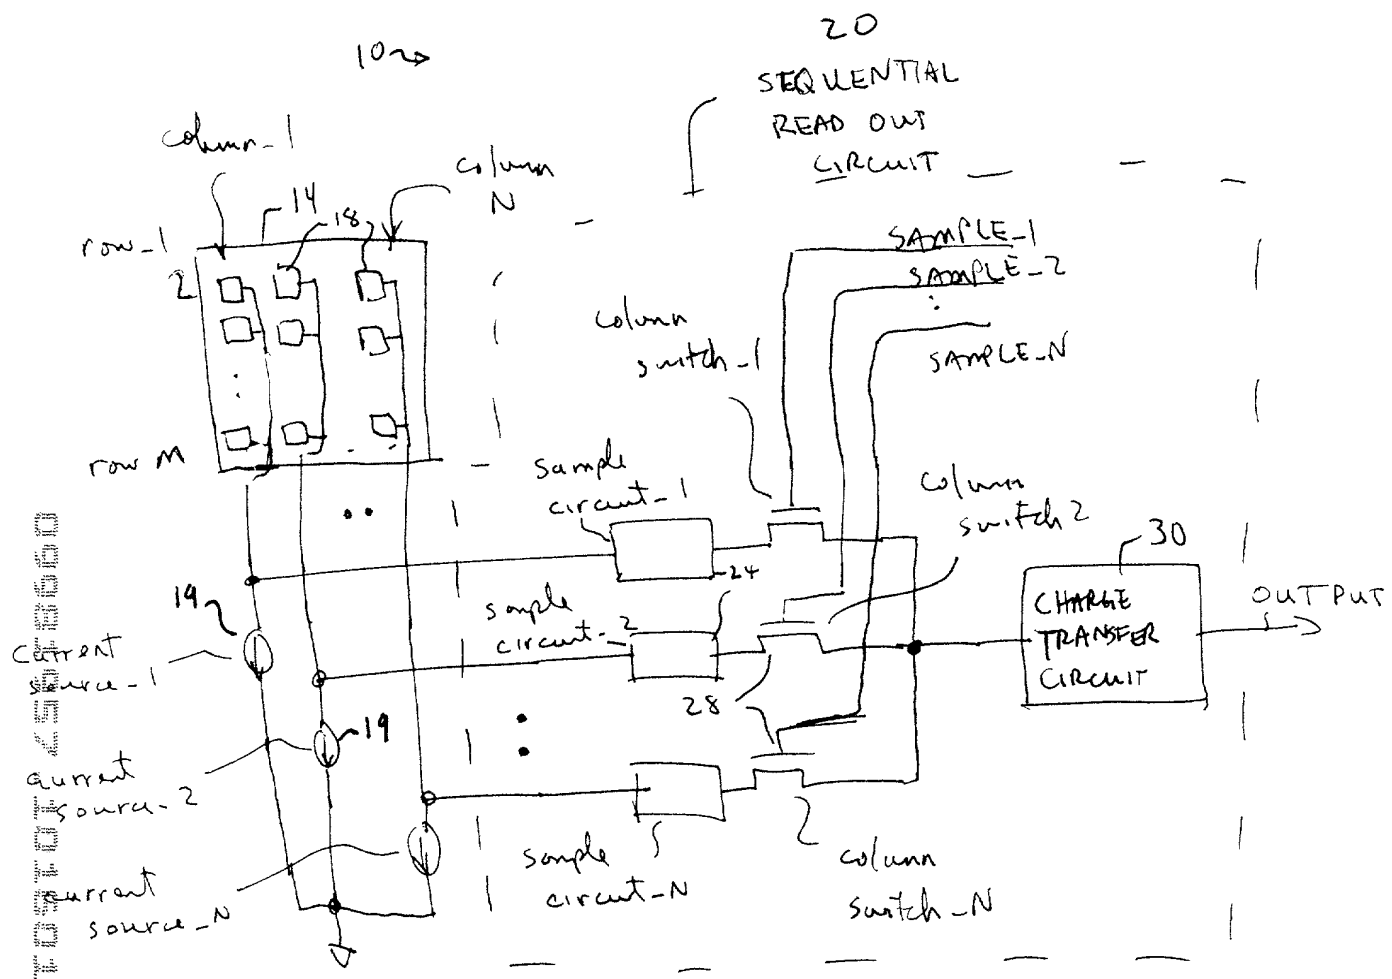 10
20
SEQUENTIAL
READ OUT
CIRCUIT
column_1
column
N
14
18
row_1
2
row M
SAMPLE_1
SAMPLE_2
:
SAMPLE_N
column
switch_1
sample
circuit_1
column
switch 2
24
30
CHARGE
TRANSFER
CIRCUIT
OUTPUT
sample
circuit_2
28
19
current
source_1
19
current
source_2
current
source_N
sample
circuit_N
column
switch_N